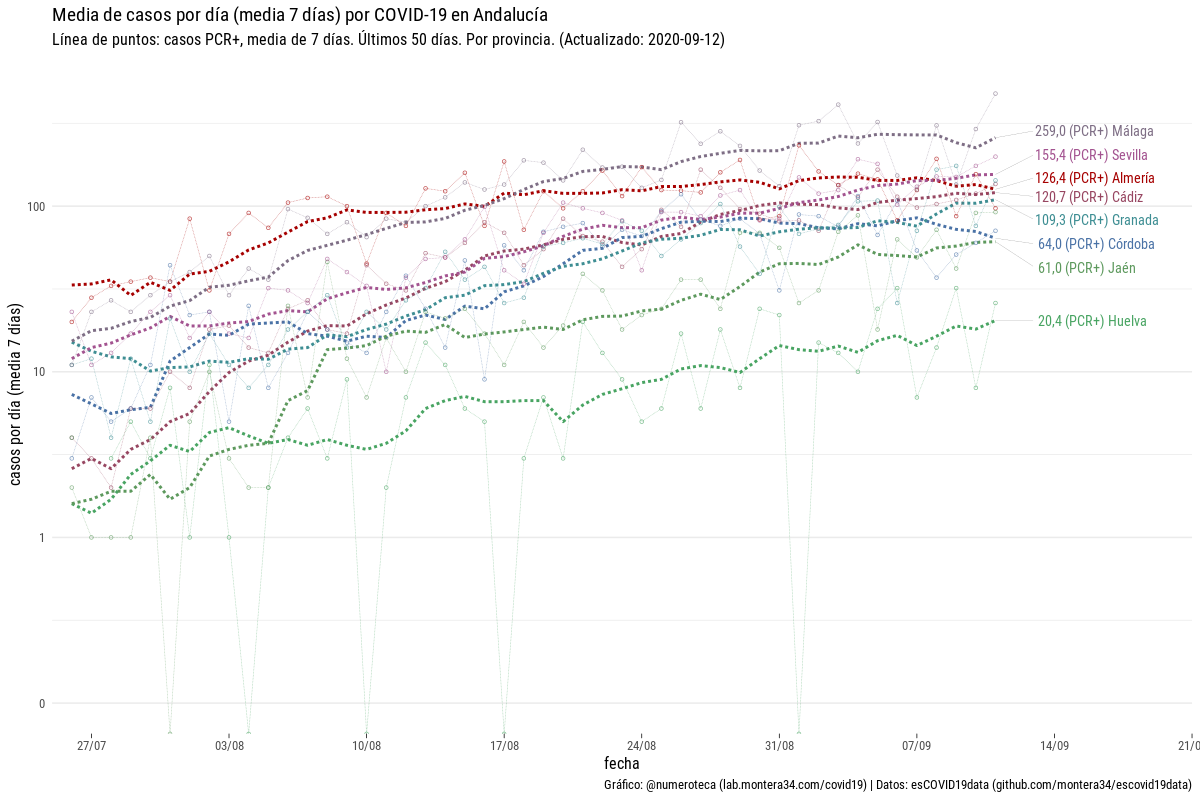 Media de casos por día (media 7 días) por COVID-19 en Andalucía
Línea de puntos: casos PCR+, media de 7 días. Últimos 50 días. Por provincia. (Actualizado: 2020-09-12)
casos por día (media 7 días)
100
10
1
0
259,0 (PCR+) Málaga
155,4 (PCR+) Sevilla
126,4 (PCR+) Almería
120,7 (PCR+) Cádiz
109,3 (PCR+) Granada
64,0 (PCR+) Córdoba
61,0 (PCR+) Jaén
20,4 (PCR+) Huelva
27/07 03/08 10/08 17/08 24/08 31/08 07/09 14/09 21/0
fecha
Gráfico: @numeroteca (lab.montera34.com/covid19) | Datos: esCOVID19data (github.com/montera34/escovid19data)